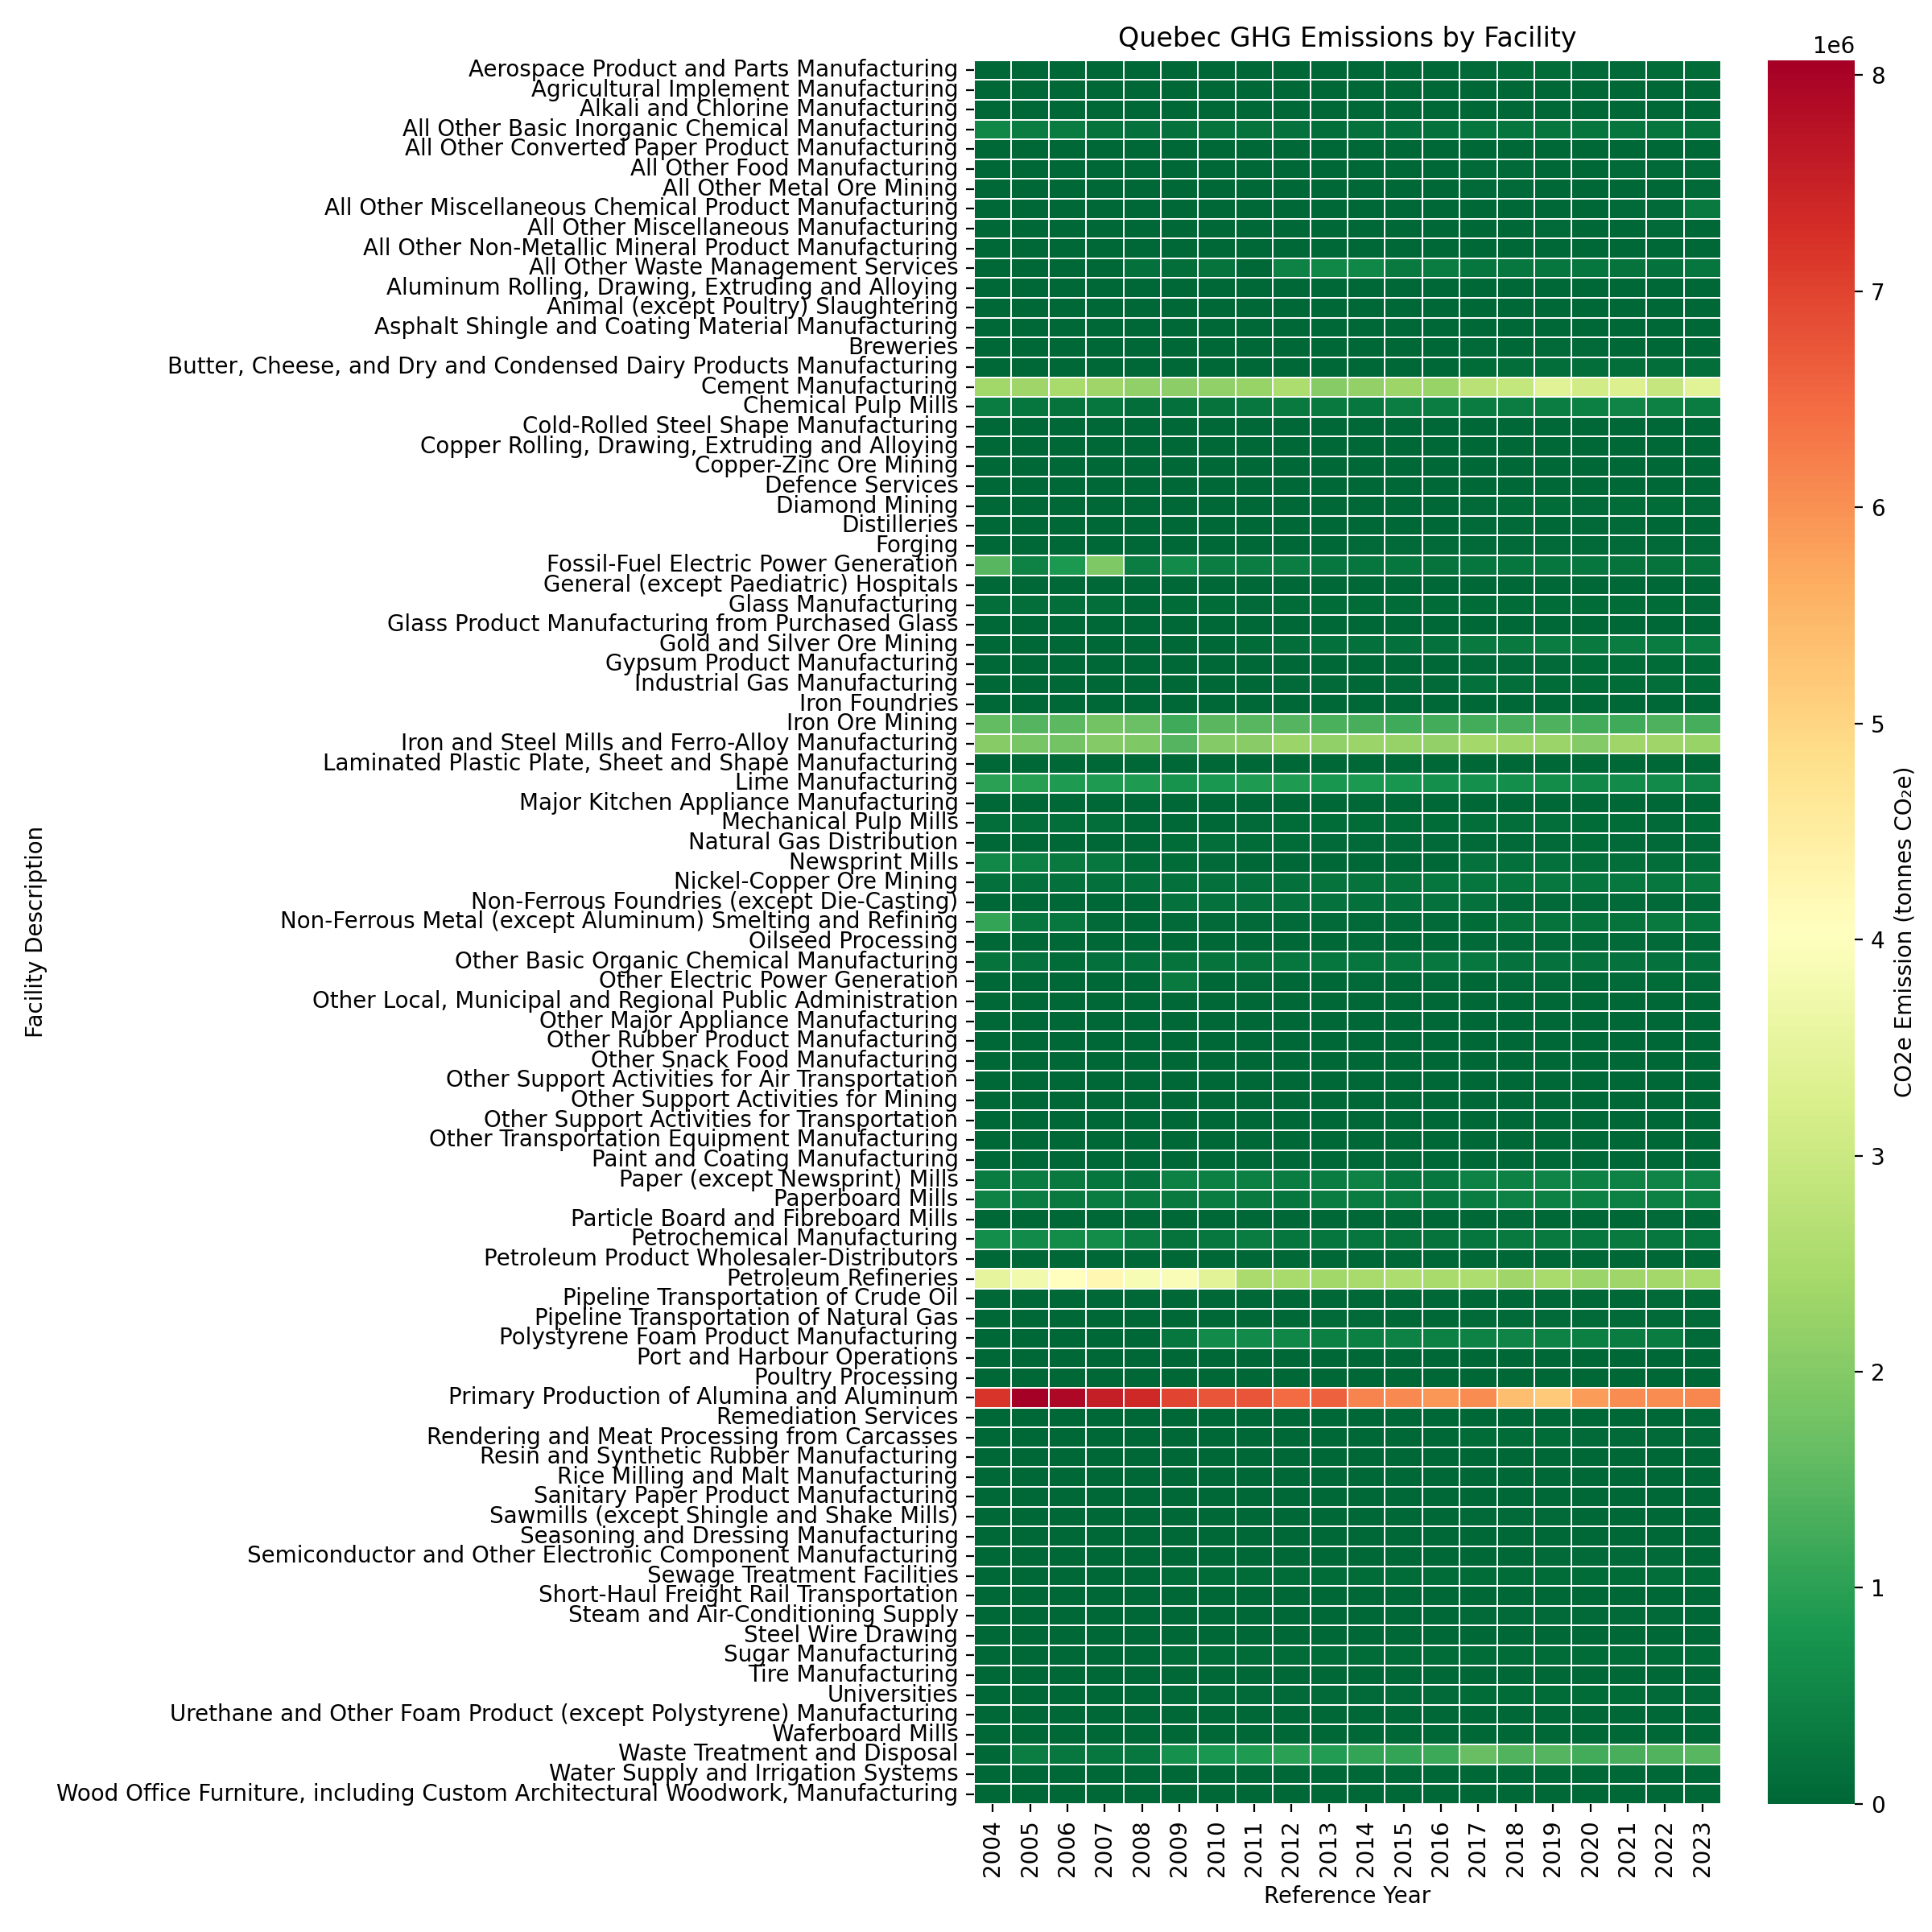 Quebec GHG Emissions by Facility
1e6
Facility Description
Aerospace Product and Parts Manufacturing
Agricultural Implement Manufacturing
Alkali and Chlorine Manufacturing
All Other Basic Inorganic Chemical Manufacturing
All Other Converted Paper Product Manufacturing
All Other Food Manufacturing
All Other Metal Ore Mining
All Other Miscellaneous Chemical Product Manufacturing
All Other Miscellaneous Manufacturing
All Other Non-Metallic Mineral Product Manufacturing
All Other Waste Management Services
Aluminum Rolling, Drawing, Extruding and Alloying
Animal (except Poultry) Slaughtering
Asphalt Shingle and Coating Material Manufacturing
Breweries
Butter, Cheese, and Dry and Condensed Dairy Products Manufacturing
Cement Manufacturing
Chemical Pulp Mills
Cold-Rolled Steel Shape Manufacturing
Copper Rolling, Drawing, Extruding and Alloying
Copper-Zinc Ore Mining
Defence Services
Diamond Mining
Distilleries
Forging
Fossil-Fuel Electric Power Generation
General (except Paediatric) Hospitals
Glass Manufacturing
Glass Product Manufacturing from Purchased Glass
Gold and Silver Ore Mining
Gypsum Product Manufacturing
Industrial Gas Manufacturing
Iron Foundries
Iron Ore Mining
Iron and Steel Mills and Ferro-Alloy Manufacturing
Laminated Plastic Plate, Sheet and Shape Manufacturing
Lime Manufacturing
Major Kitchen Appliance Manufacturing
Mechanical Pulp Mills
Natural Gas Distribution
Newsprint Mills
Nickel-Copper Ore Mining
Non-Ferrous Foundries (except Die-Casting)
Non-Ferrous Metal (except Aluminum) Smelting and Refining
Oilseed Processing
Other Basic Organic Chemical Manufacturing
Other Electric Power Generation
Other Local, Municipal and Regional Public Administration
Other Major Appliance Manufacturing
Other Rubber Product Manufacturing
Other Snack Food Manufacturing
Other Support Activities for Air Transportation
Other Support Activities for Mining
Other Support Activities for Transportation
Other Transportation Equipment Manufacturing
Paint and Coating Manufacturing
Paper (except Newsprint) Mills
Paperboard Mills
Particle Board and Fibreboard Mills
Petrochemical Manufacturing
Petroleum Product Wholesaler-Distributors
Petroleum Refineries
Pipeline Transportation of Crude Oil
Pipeline Transportation of Natural Gas
Polystyrene Foam Product Manufacturing
Port and Harbour Operations
Poultry Processing
Primary Production of Alumina and Aluminum
Remediation Services
Rendering and Meat Processing from Carcasses
Resin and Synthetic Rubber Manufacturing
Rice Milling and Malt Manufacturing
Sanitary Paper Product Manufacturing
Sawmills (except Shingle and Shake Mills)
Seasoning and Dressing Manufacturing
Semiconductor and Other Electronic Component Manufacturing
Sewage Treatment Facilities
Short-Haul Freight Rail Transportation
Steam and Air-Conditioning Supply
Steel Wire Drawing
Sugar Manufacturing
Tire Manufacturing
Universities
Urethane and Other Foam Product (except Polystyrene) Manufacturing
Waferboard Mills
Waste Treatment and Disposal
Water Supply and Irrigation Systems
Wood Office Furniture, including Custom Architectural Woodwork, Manufacturing
2004 2005 2006 2007 2008 2009 2010 2011 2012 2013 2014 2015 2016 2017 2018 2019 2020 2021 2022 2023
Reference Year
8
7
6
5
4
3
2
1
0
CO2e Emission (tonnes CO₂e)